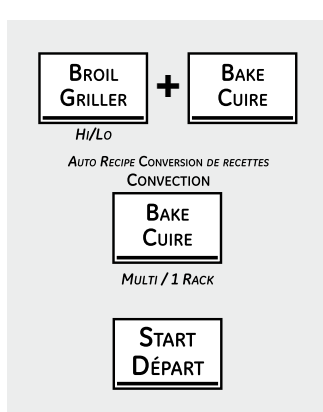 BROIL + BAKE
GRILLER CUIRE
HI/LO
AUTO RECIPE CONVERSION DE RECETTES
CONVECTION
BAKE
CUIRE
MULTI / 1 RACK
START
DÉPART